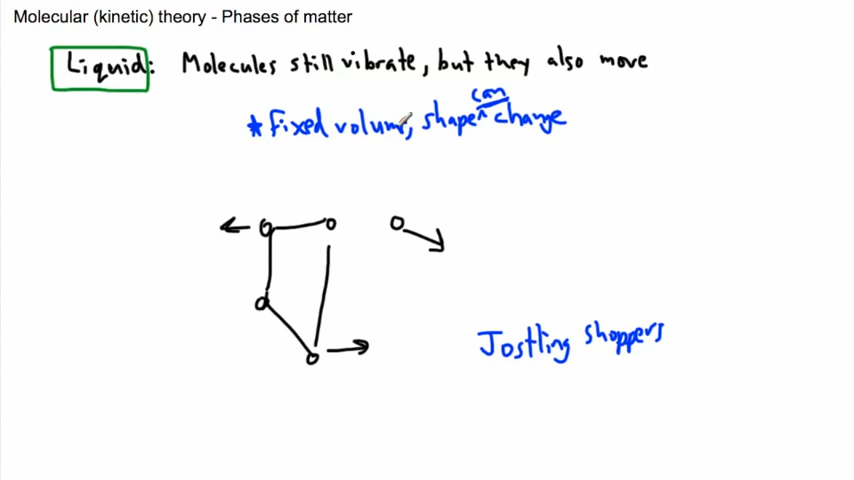 Molecular (kinetic) theory - Phases of matter
Liquid: Molecules still vibrate, but they also move
can
* Fixed volume, shape ^ change
Jostling shoppers